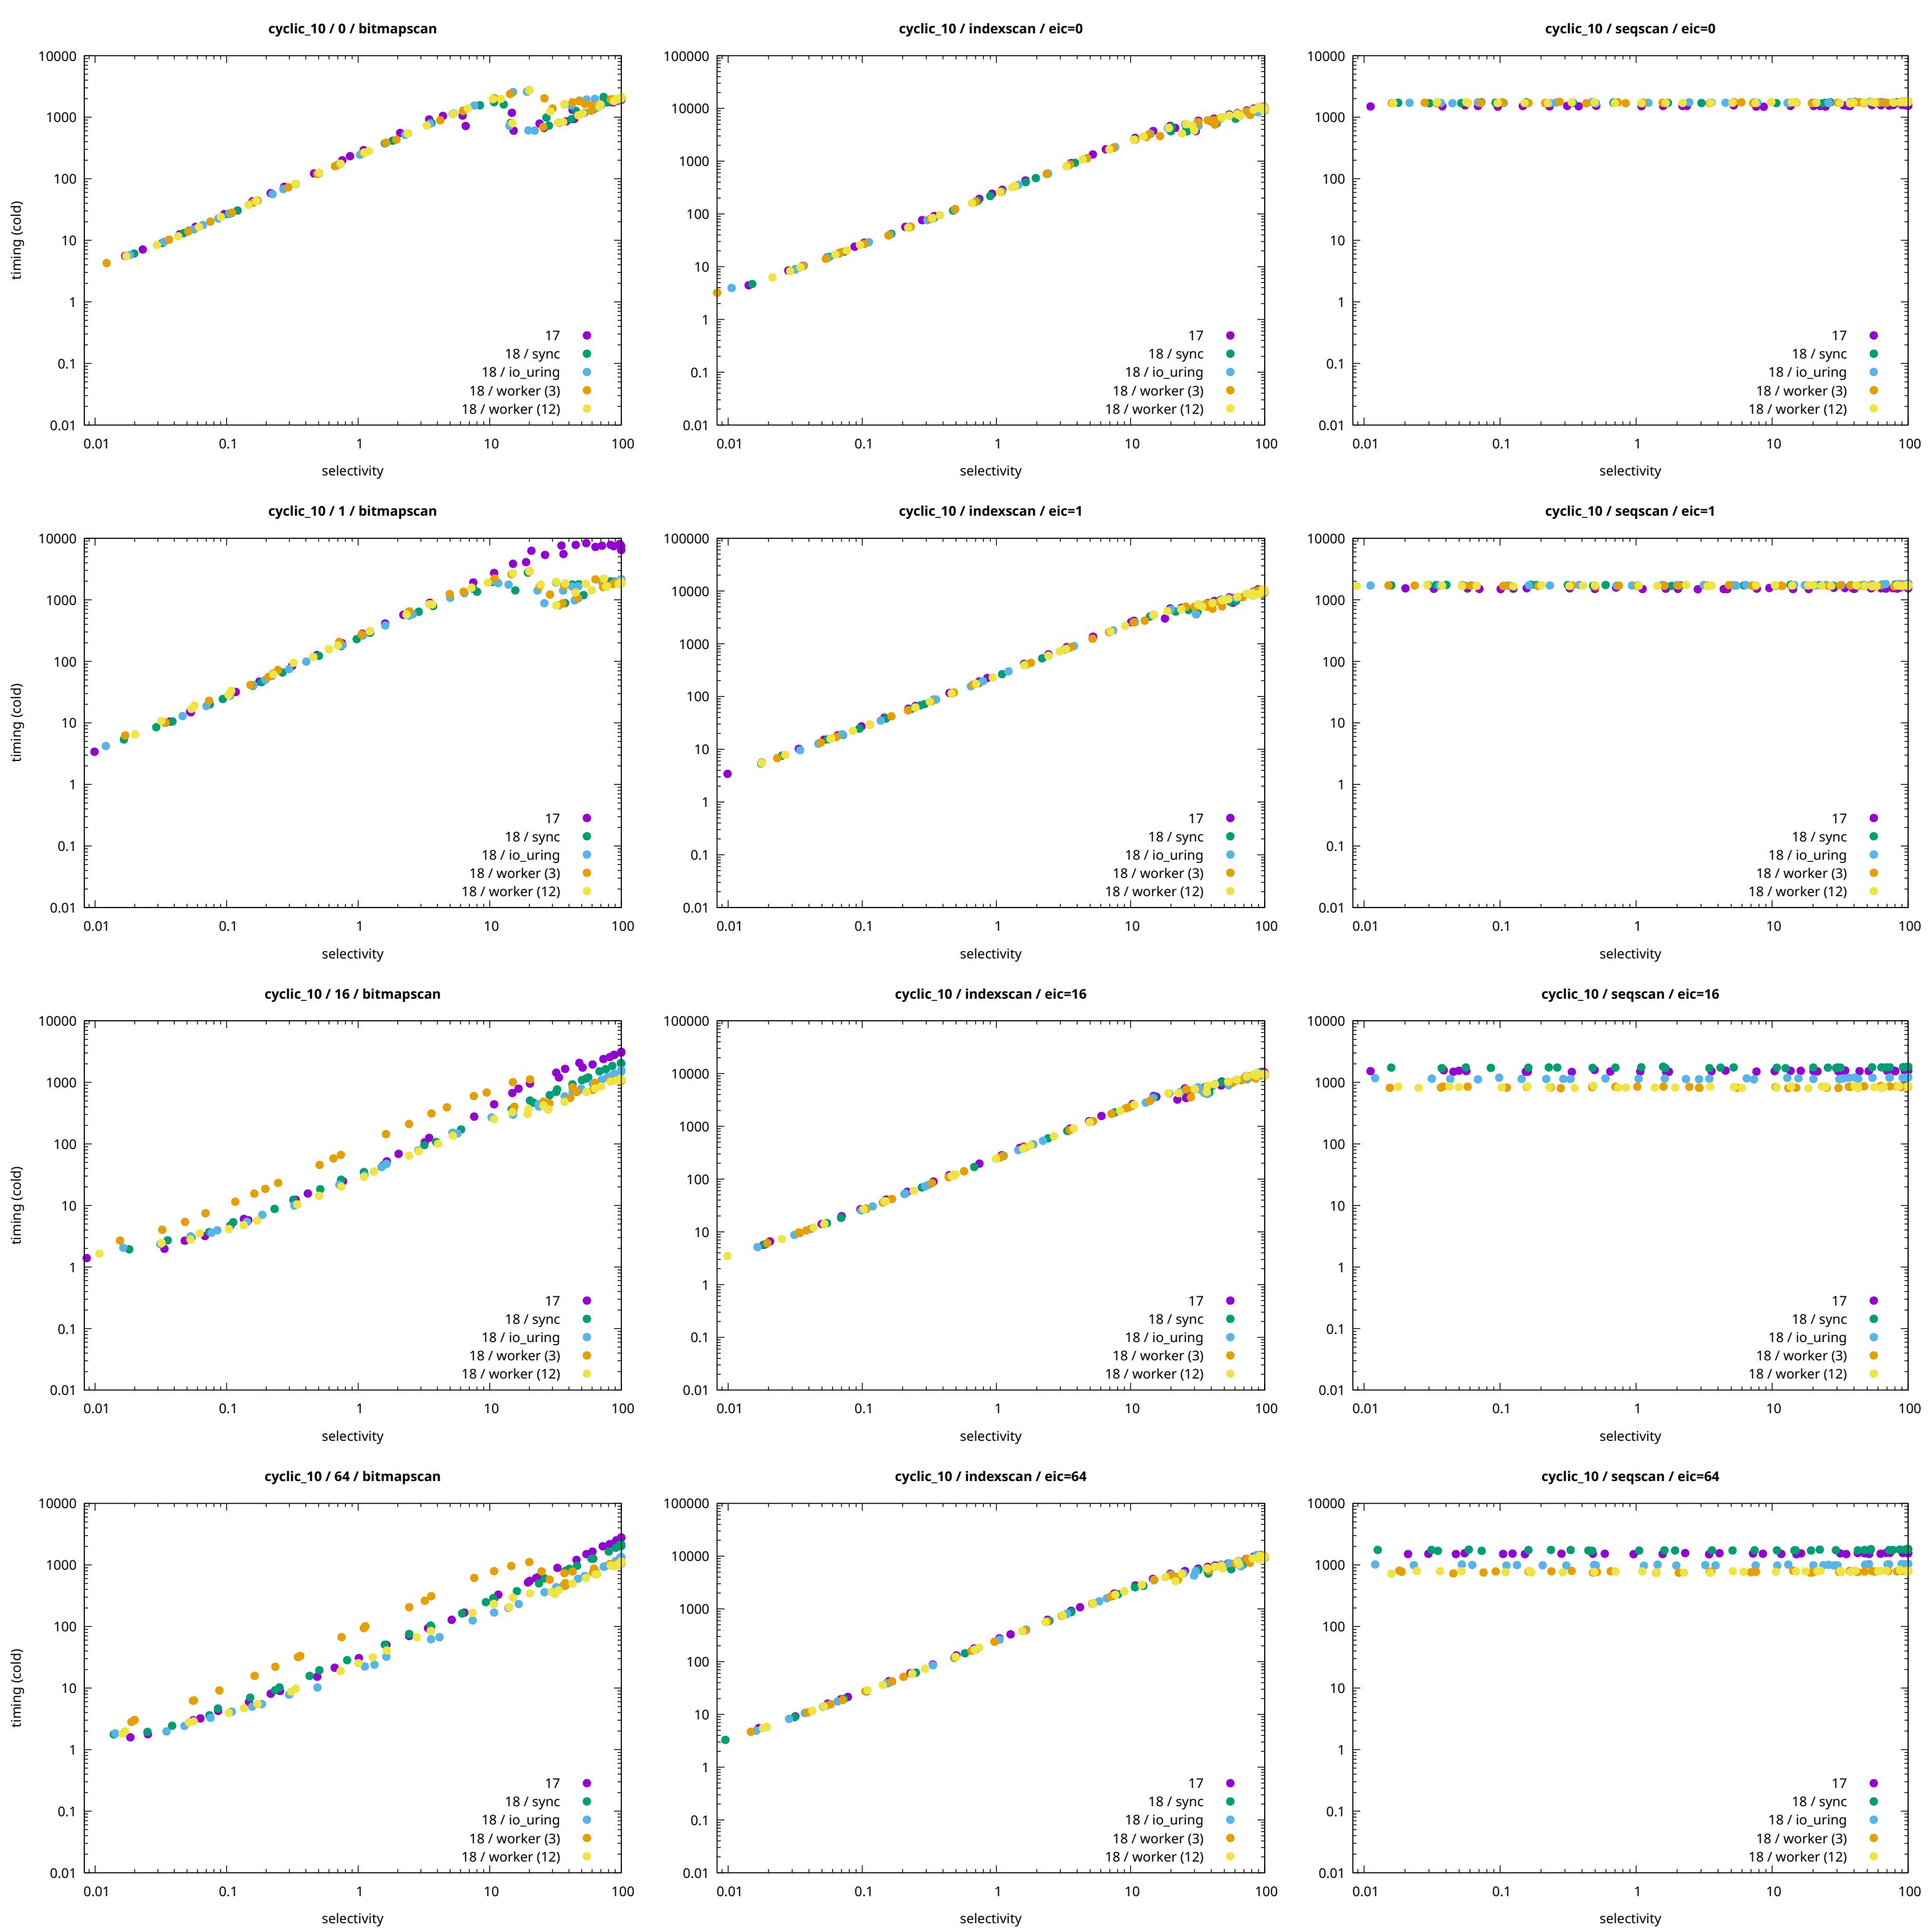 cyclic_10 / 0 / bitmapscan
10000
1000
100
10
1
0.1
0.01
timing (cold)
17
18 / sync
18 / io_uring
18 / worker (3)
18 / worker (12)
0.01 0.1 1 10 100
selectivity
cyclic_10 / indexscan / eic=0
100000
10000
1000
100
10
1
0.1
0.01
17
18 / sync
18 / io_uring
18 / worker (3)
18 / worker (12)
0.01 0.1 1 10 100
selectivity
cyclic_10 / seqscan / eic=0
10000
1000
100
10
1
0.1
0.01
17
18 / sync
18 / io_uring
18 / worker (3)
18 / worker (12)
0.01 0.1 1 10 100
selectivity
cyclic_10 / 1 / bitmapscan
10000
1000
100
10
1
0.1
0.01
timing (cold)
17
18 / sync
18 / io_uring
18 / worker (3)
18 / worker (12)
0.01 0.1 1 10 100
selectivity
cyclic_10 / indexscan / eic=1
100000
10000
1000
100
10
1
0.1
0.01
17
18 / sync
18 / io_uring
18 / worker (3)
18 / worker (12)
0.01 0.1 1 10 100
selectivity
cyclic_10 / seqscan / eic=1
10000
1000
100
10
1
0.1
0.01
17
18 / sync
18 / io_uring
18 / worker (3)
18 / worker (12)
0.01 0.1 1 10 100
selectivity
cyclic_10 / 16 / bitmapscan
10000
1000
100
10
1
0.1
0.01
timing (cold)
17
18 / sync
18 / io_uring
18 / worker (3)
18 / worker (12)
0.01 0.1 1 10 100
selectivity
cyclic_10 / indexscan / eic=16
100000
10000
1000
100
10
1
0.1
0.01
17
18 / sync
18 / io_uring
18 / worker (3)
18 / worker (12)
0.01 0.1 1 10 100
selectivity
cyclic_10 / seqscan / eic=16
10000
1000
100
10
1
0.1
0.01
17
18 / sync
18 / io_uring
18 / worker (3)
18 / worker (12)
0.01 0.1 1 10 100
selectivity
cyclic_10 / 64 / bitmapscan
10000
1000
100
10
1
0.1
0.01
timing (cold)
17
18 / sync
18 / io_uring
18 / worker (3)
18 / worker (12)
0.01 0.1 1 10 100
selectivity
cyclic_10 / indexscan / eic=64
100000
10000
1000
100
10
1
0.1
0.01
17
18 / sync
18 / io_uring
18 / worker (3)
18 / worker (12)
0.01 0.1 1 10 100
selectivity
cyclic_10 / seqscan / eic=64
10000
1000
100
10
1
0.1
0.01
17
18 / sync
18 / io_uring
18 / worker (3)
18 / worker (12)
0.01 0.1 1 10 100
selectivity